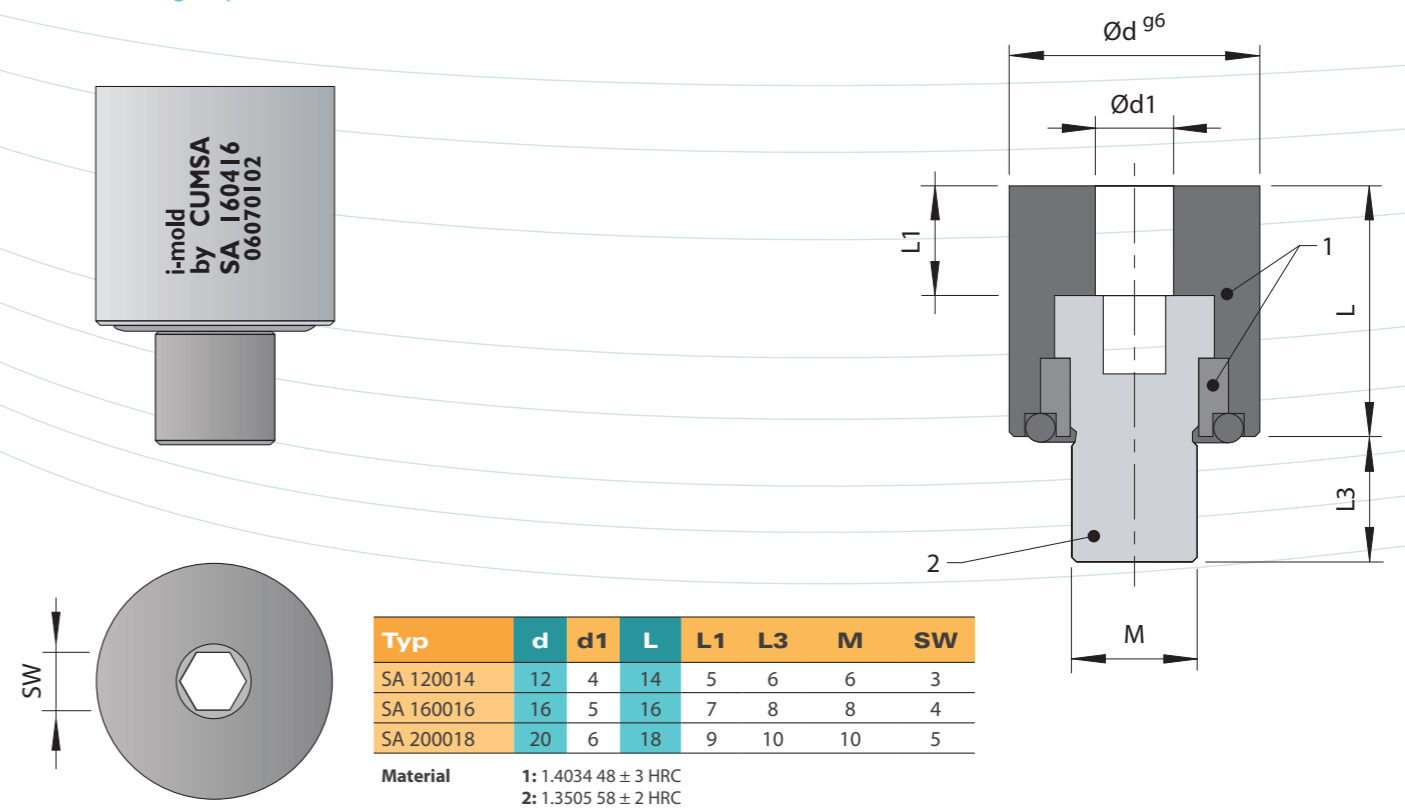 Ød g6
Ød1
i-mold
by CUMSA
SA 160416
06070102
L1
1
L
L3
2
M
SW
Typ d d1 L L1 L3 M SW
SA 120014 12 4 14 5 6 6 3
SA 160016 16 5 16 7 8 8 4
SA 200018 20 6 18 9 10 10 5
Material 1: 1.4034 48 ± 3 HRC
2: 1.3505 58 ± 2 HRC